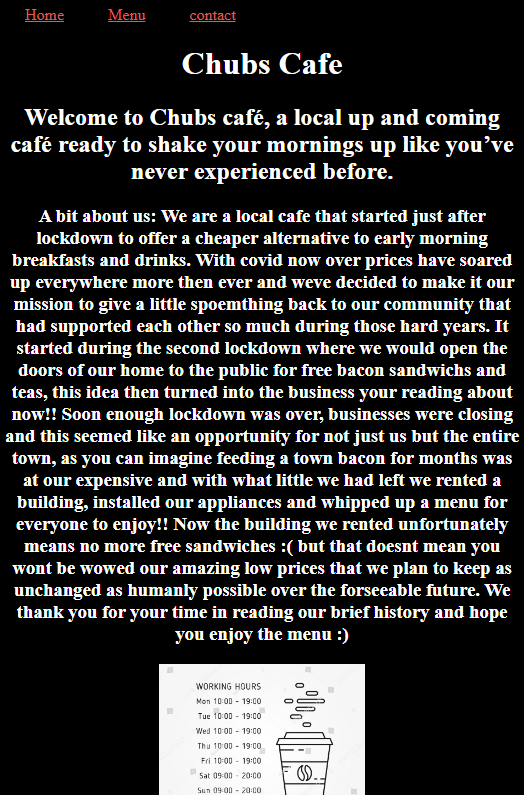 Home Menu contact
Chubs Cafe
Welcome to Chubs café, a local up and coming
café ready to shake your mornings up like you’ve
never experienced before.
A bit about us: We are a local cafe that started just after
lockdown to offer a cheaper alternative to early morning
breakfasts and drinks. With covid now over prices have soared
up everywhere more then ever and weve decided to make it our
mission to give a little spoemthing back to our community that
had supported each other so much during those hard years. It
started during the second lockdown where we would open the
doors of our home to the public for free bacon sandwichs and
teas, this idea then turned into the business your reading about
now!! Soon enough lockdown was over, businesses were closing
and this seemed like an opportunity for not just us but the entire
town, as you can imagine feeding a town bacon for months was
at our expensive and with what little we had left we rented a
building, installed our appliances and whipped up a menu for
everyone to enjoy!! Now the building we rented unfortunately
means no more free sandwiches :( but that doesnt mean you
wont be wowed our amazing low prices that we plan to keep as
unchanged as humanly possible over the forseeable future. We
thank you for your time in reading our brief history and hope
you enjoy the menu :)
WORKING HOURS
Mon 10:00 - 19:00
Tue 10:00 - 19:00
Wed 10:00 - 19:00
Thu 10:00 - 19:00
Fri 10:00 - 19:00
Sat 09:00 - 20:00
Sun 09:00 - 20:00